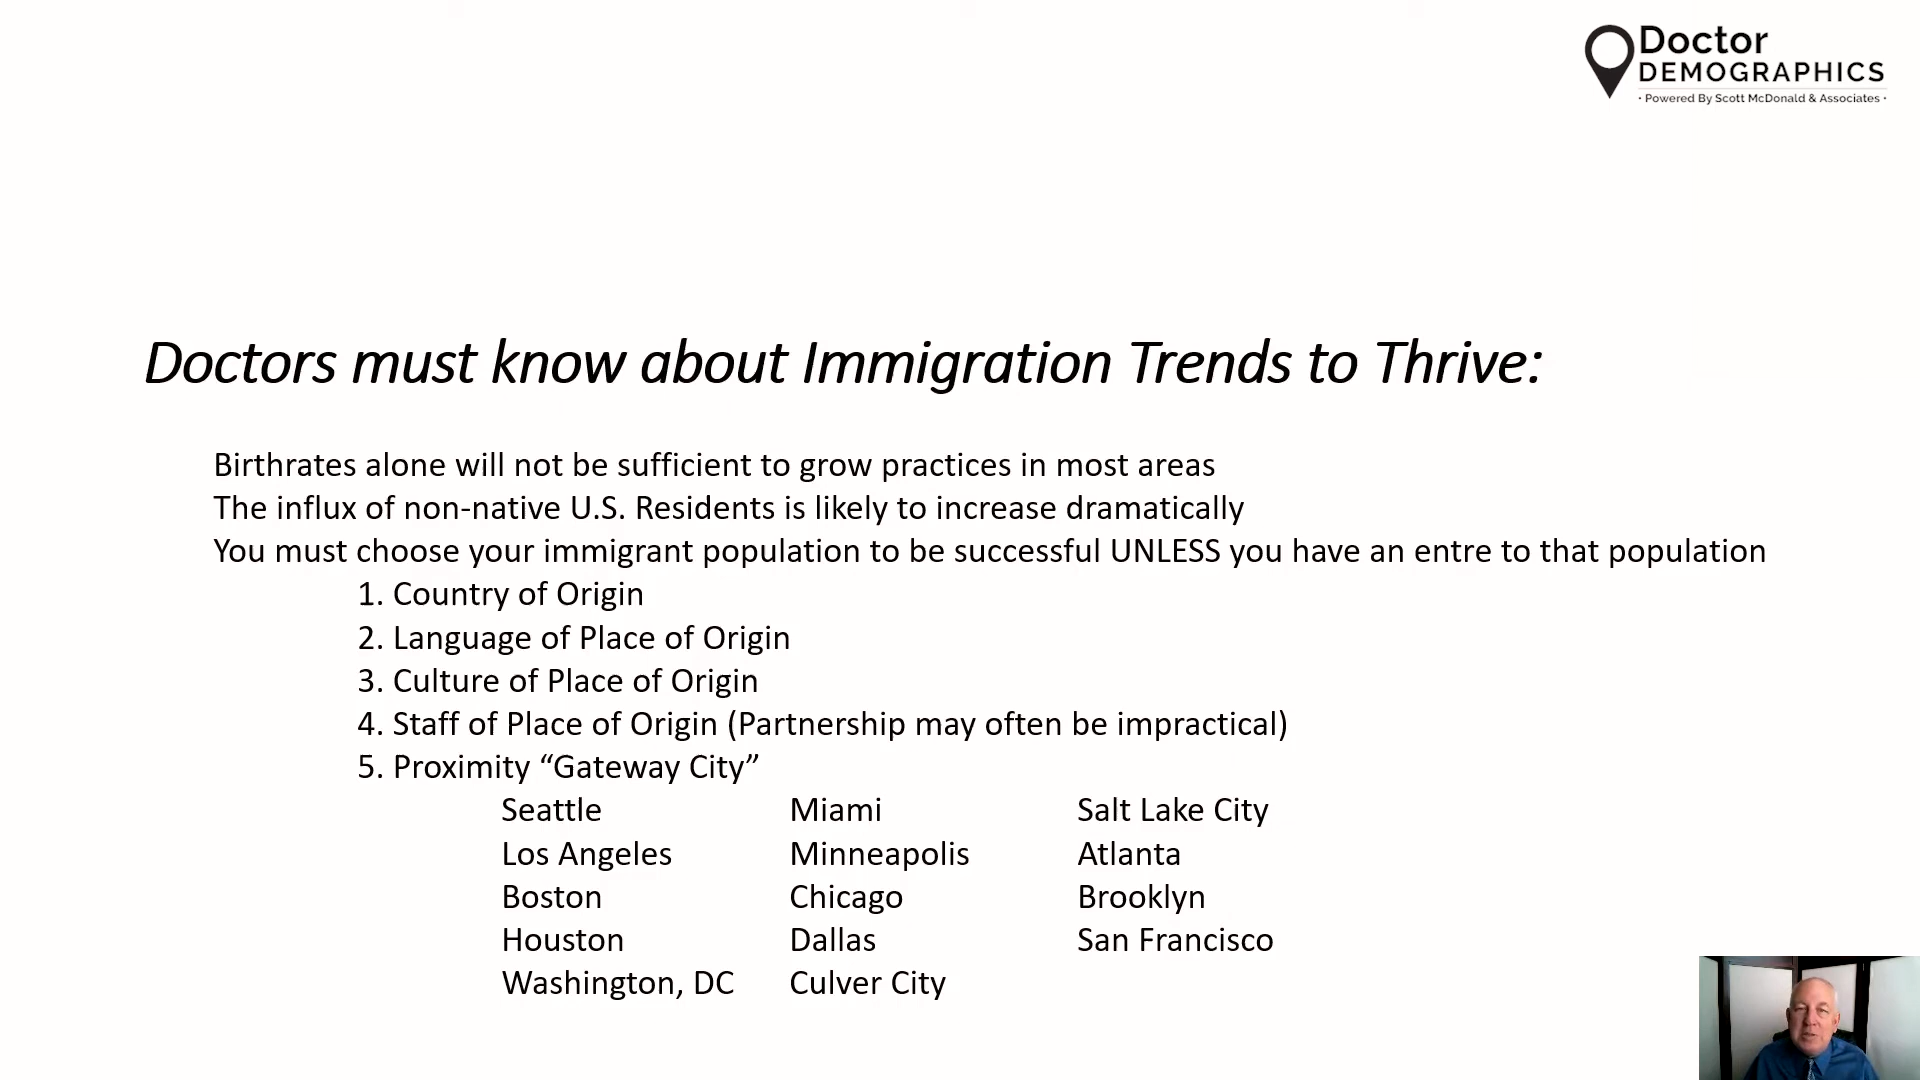 Doctor
DEMOGRAPHICS
· Powered By Scott McDonald & Associates ·
Doctors must know about Immigration Trends to Thrive:
Birthrates alone will not be sufficient to grow practices in most areas
The influx of non-native U.S. Residents is likely to increase dramatically
You must choose your immigrant population to be successful UNLESS you have an entre to that population
1. Country of Origin
2. Language of Place of Origin
3. Culture of Place of Origin
4. Staff of Place of Origin (Partnership may often be impractical)
5. Proximity “Gateway City”
Seattle Miami Salt Lake City
Los Angeles Minneapolis Atlanta
Boston Chicago Brooklyn
Houston Dallas San Francisco
Washington, DC Culver City